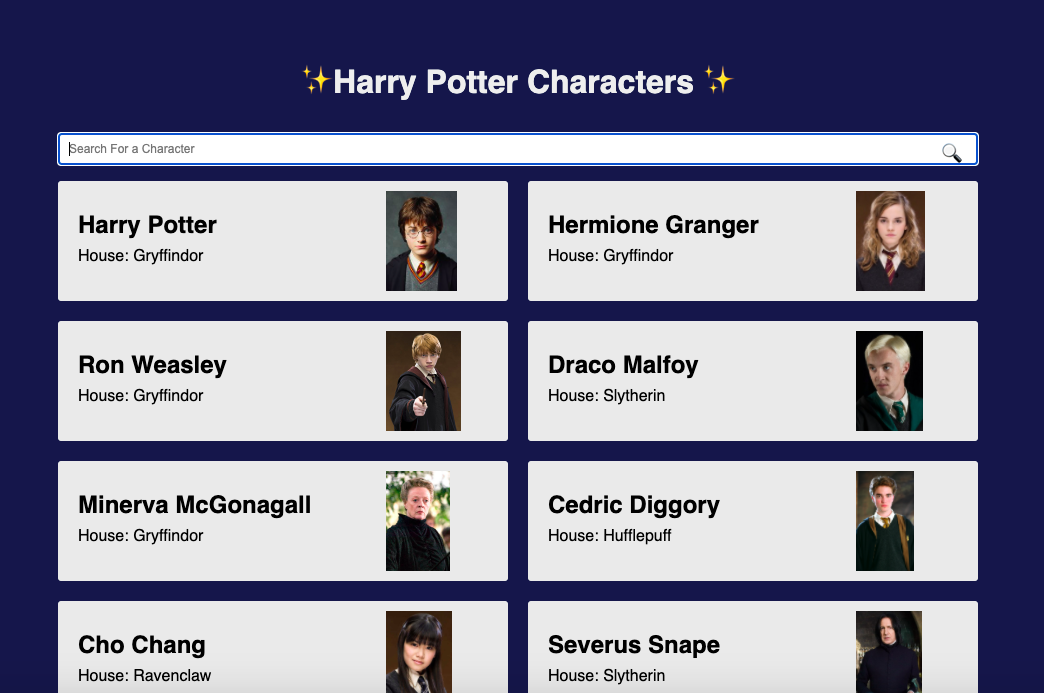 ✨Harry Potter Characters ✨
Search For a Character
Harry Potter
House: Gryffindor
Hermione Granger
House: Gryffindor
Ron Weasley
House: Gryffindor
Draco Malfoy
House: Slytherin
Minerva McGonagall
House: Gryffindor
Cedric Diggory
House: Hufflepuff
Cho Chang
House: Ravenclaw
Severus Snape
House: Slytherin